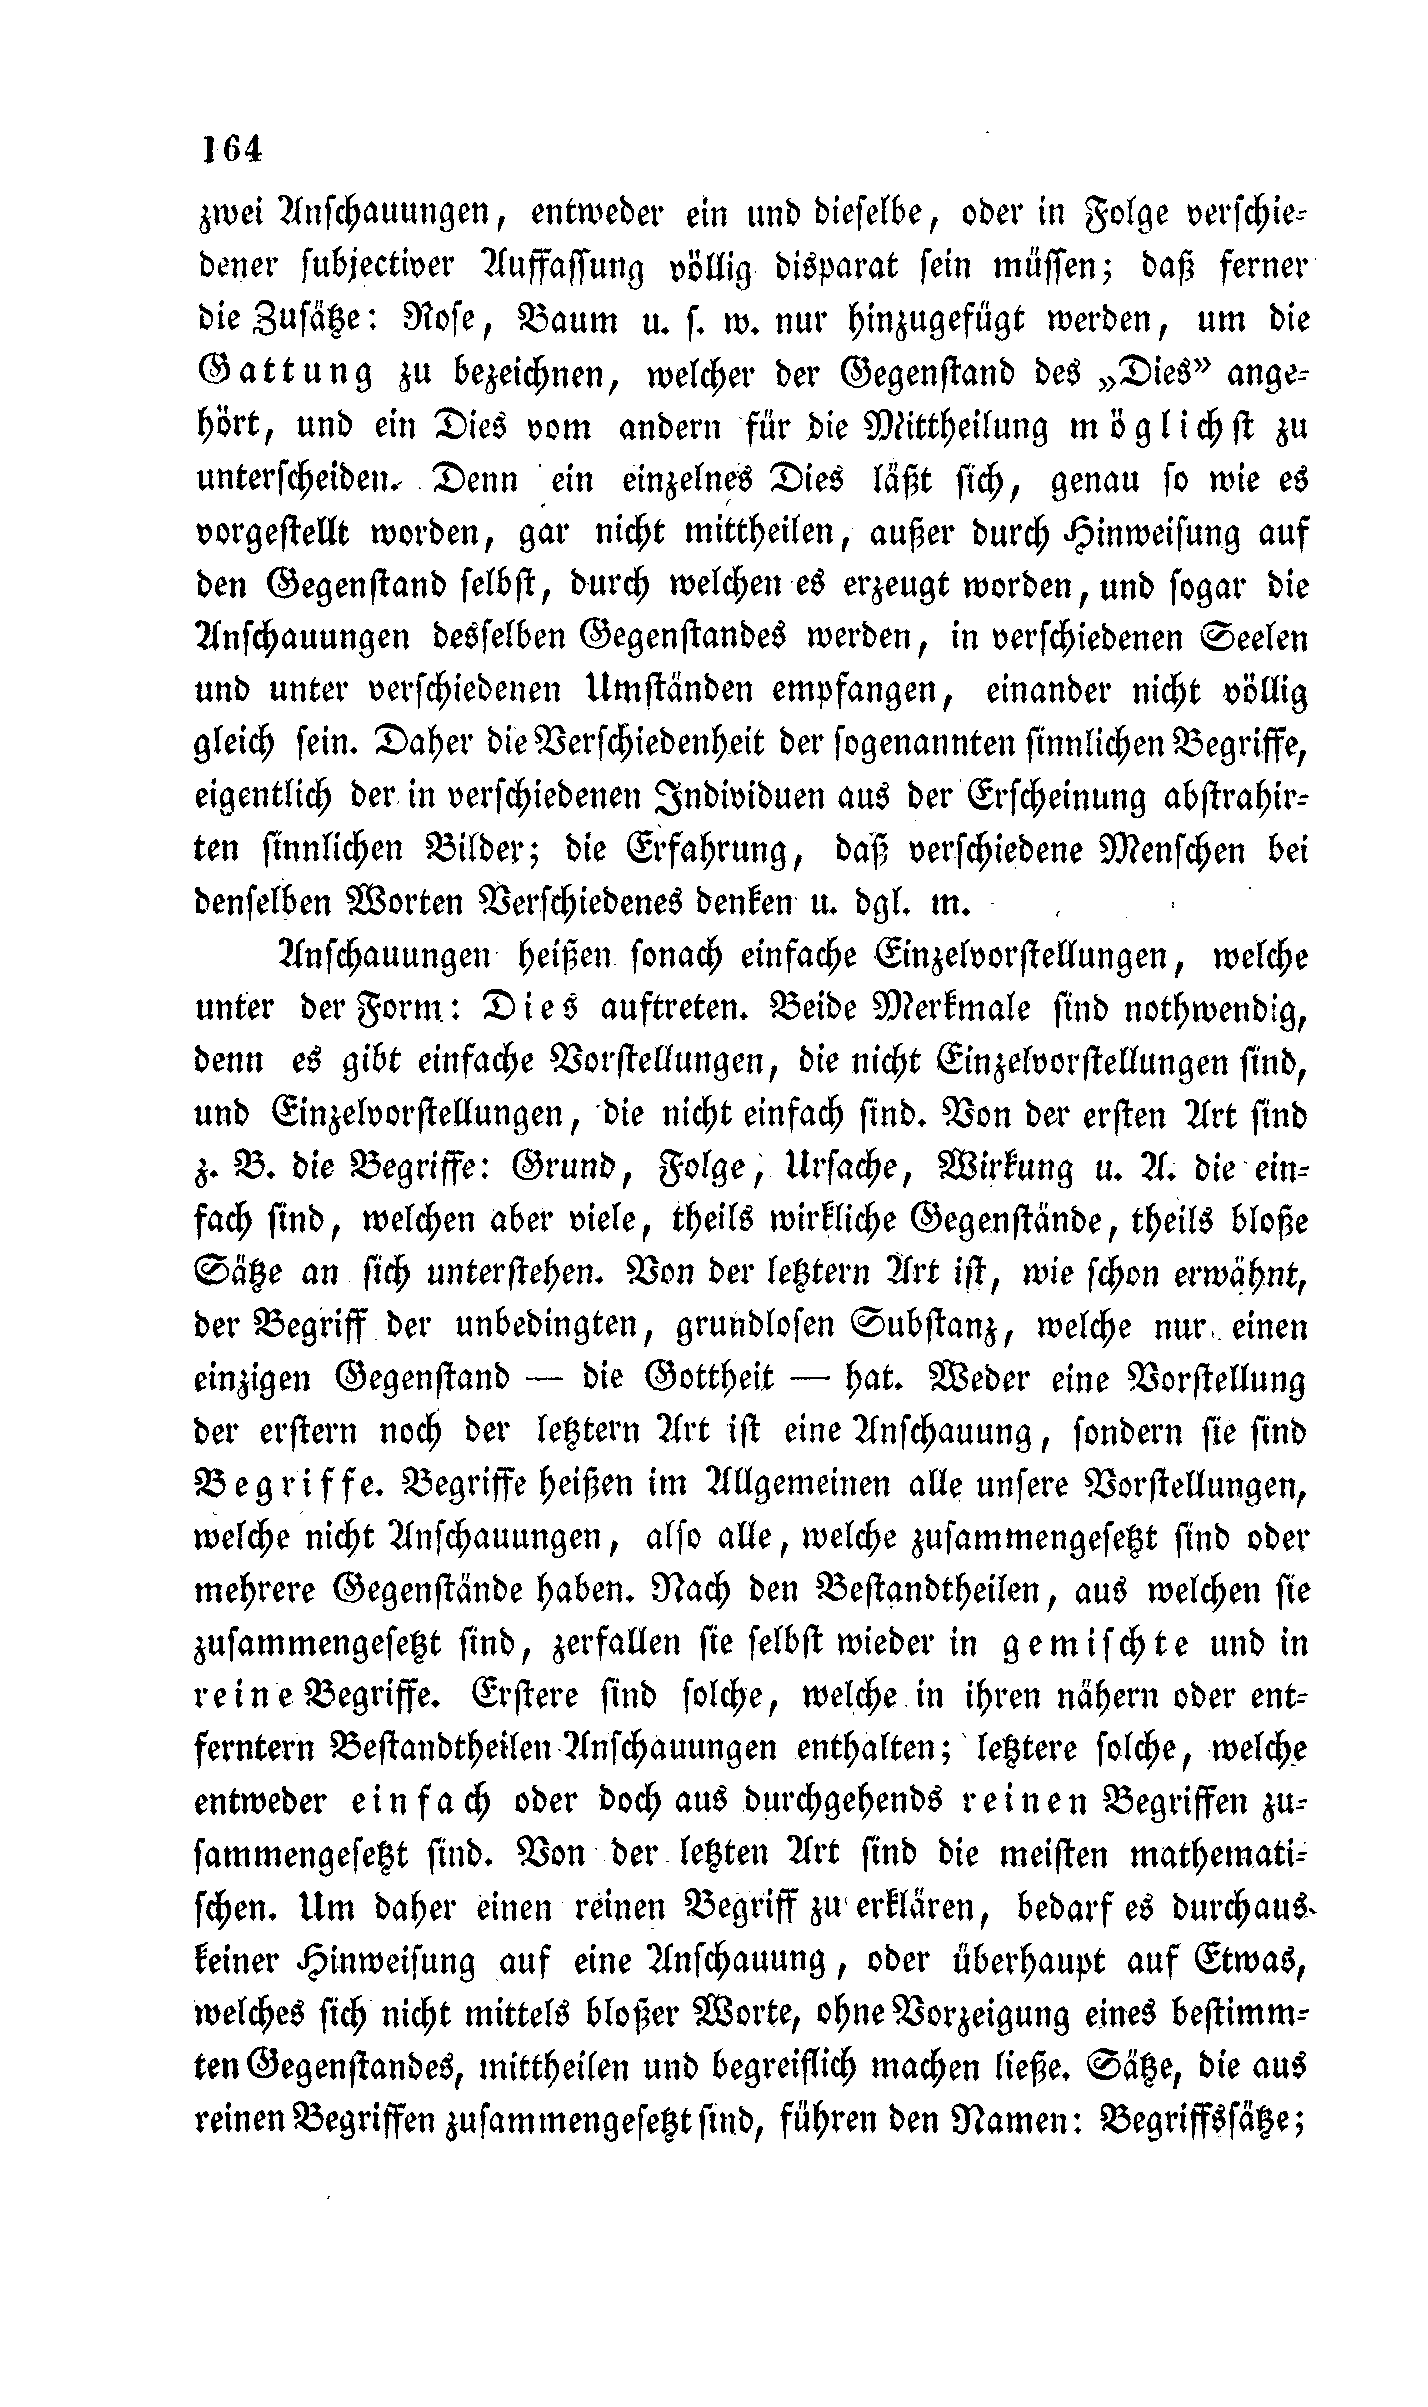 164
zwei Anschauungen, entweder ein und dieselbe, oder in Folge verschie-
dener subjectiver Auffassung völlig disparat sein müssen; daß ferner
die Zusätze: Rose, Baum u. s. w. nur hinzugefügt werden, um die
Gattung zu bezeichnen, welcher der Gegenstand des „Dies” ange-
hört, und ein Dies vom andern für die Mittheilung möglichst zu
unterscheiden. Denn ein einzelnes Dies läßt sich, genau so wie es
vorgestellt worden, gar nicht mittheilen, außer durch Hinweisung auf
den Gegenstand selbst, durch welchen es erzeugt worden, und sogar die
Anschauungen desselben Gegenstandes werden, in verschiedenen Seelen
und unter verschiedenen Umständen empfangen, einander nicht völlig
gleich sein. Daher die Verschiedenheit der sogenannten sinnlichen Begriffe,
eigentlich der in verschiedenen Individuen aus der Erscheinung abstrahir-
ten sinnlichen Bilder; die Erfahrung, daß verschiedene Menschen bei
denselben Worten Verschiedenes denken u. dgl. m.
Anschauungen heißen sonach einfache Einzelvorstellungen, welche
unter der Form: Dies auftreten. Beide Merkmale sind nothwendig,
denn es gibt einfache Vorstellungen, die nicht Einzelvorstellungen sind,
und Einzelvorstellungen, die nicht einfach sind. Von der ersten Art sind
z. B. die Begriffe: Grund, Folge, Ursache, Wirkung u. A. die ein-
fach sind, welchen aber viele, theils wirkliche Gegenstände, theils bloße
Sätze an sich unterstehen. Von der letztern Art ist, wie schon erwähnt,
der Begriff der unbedingten, grundlosen Substanz, welche nur einen
einzigen Gegenstand — die Gottheit — hat. Weder eine Vorstellung
der erstern noch der letztern Art ist eine Anschauung, sondern sie sind
Begriffe. Begriffe heißen im Allgemeinen alle unsere Vorstellungen,
welche nicht Anschauungen, also alle, welche zusammengesetzt sind oder
mehrere Gegenstände haben. Nach den Bestandtheilen, aus welchen sie
zusammengesetzt sind, zerfallen sie selbst wieder in gemischte und in
reine Begriffe. Erstere sind solche, welche in ihren nähern oder ent-
ferntern Bestandtheilen Anschauungen enthalten; letztere solche, welche
entweder einfach oder doch aus durchgehends reinen Begriffen zu-
sammengesetzt sind. Von der letzten Art sind die meisten mathemati-
schen. Um daher einen reinen Begriff zu erklären, bedarf es durchaus
keiner Hinweisung auf eine Anschauung, oder überhaupt auf Etwas,
welches sich nicht mittels bloßer Worte, ohne Vorzeigung eines bestimm-
ten Gegenstandes, mittheilen und begreiflich machen ließe. Sätze, die aus
reinen Begriffen zusammengesetzt sind, führen den Namen: Begriffssätze;